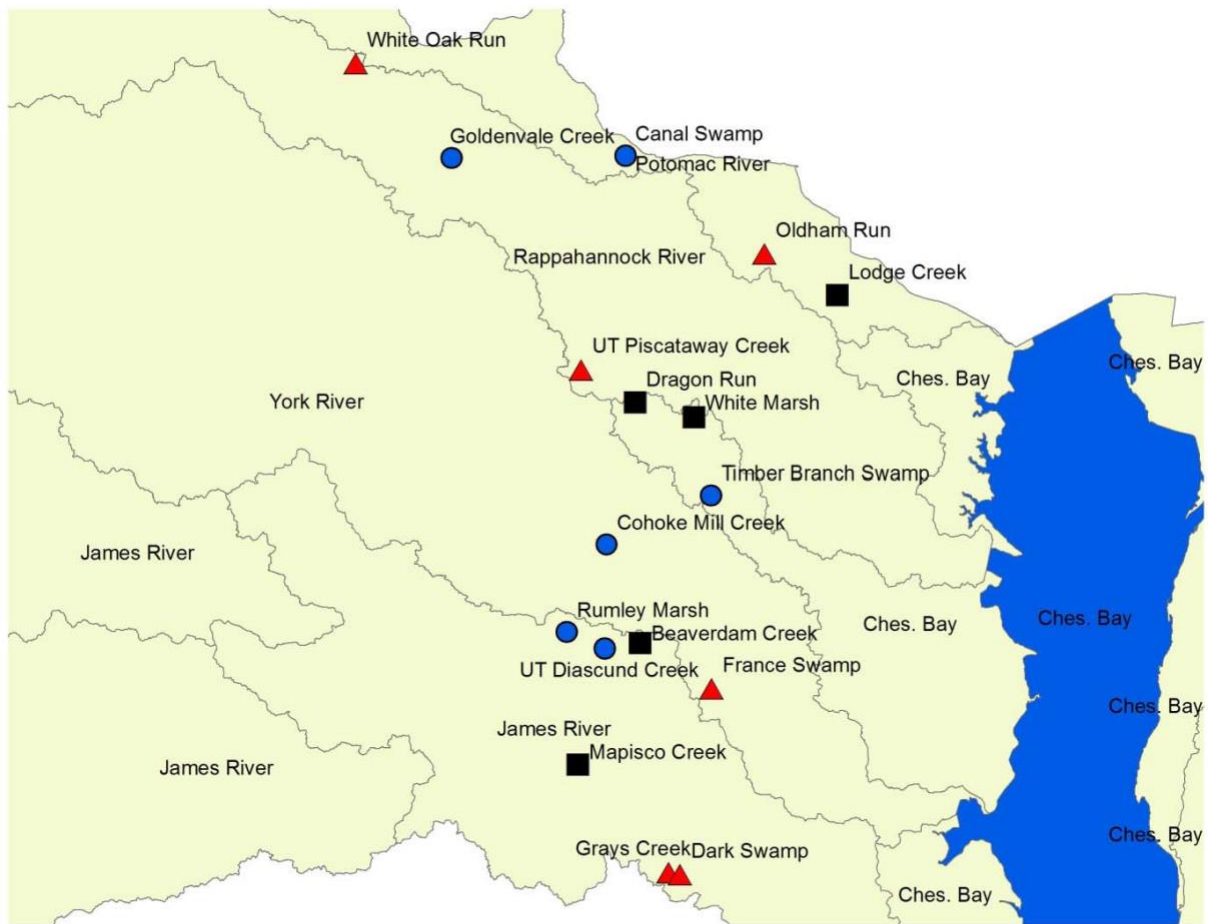 White Oak Run
Goldenvale Creek
Canal Swamp
Potomac River
Oldham Run
Rappahannock River
Lodge Creek
UT Piscataway Creek
Ches. Bay
Ches. Bay
Dragon Run
York River
White Marsh
Timber Branch Swamp
Cohoke Mill Creek
James River
Rumley Marsh
Ches. Bay
Ches. Bay
Beaverdam Creek
UT Diascund Creek
France Swamp
Ches. Bay
James River
Mapisco Creek
James River
Ches. Bay
Grays Creek
Dark Swamp
Ches. Bay